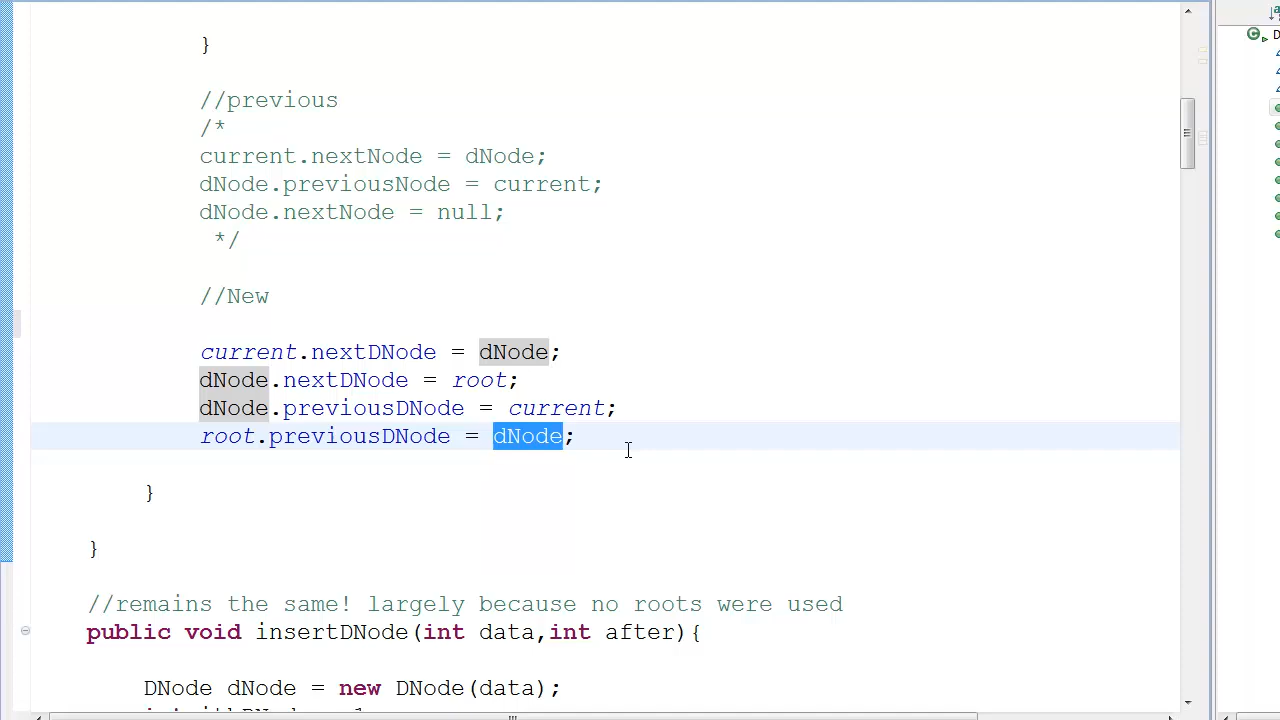 }
//previous
/*
current.nextNode = dNode;
dNode.previousNode = current;
dNode.nextNode = null;
*/
//New
current.nextDNode = dNode;
dNode.nextDNode = root;
dNode.previousDNode = current;
root.previousDNode = dNode;
}
}
//remains the same! largely because no roots were used
public void insertDNode(int data,int after){
DNode dNode = new DNode(data);